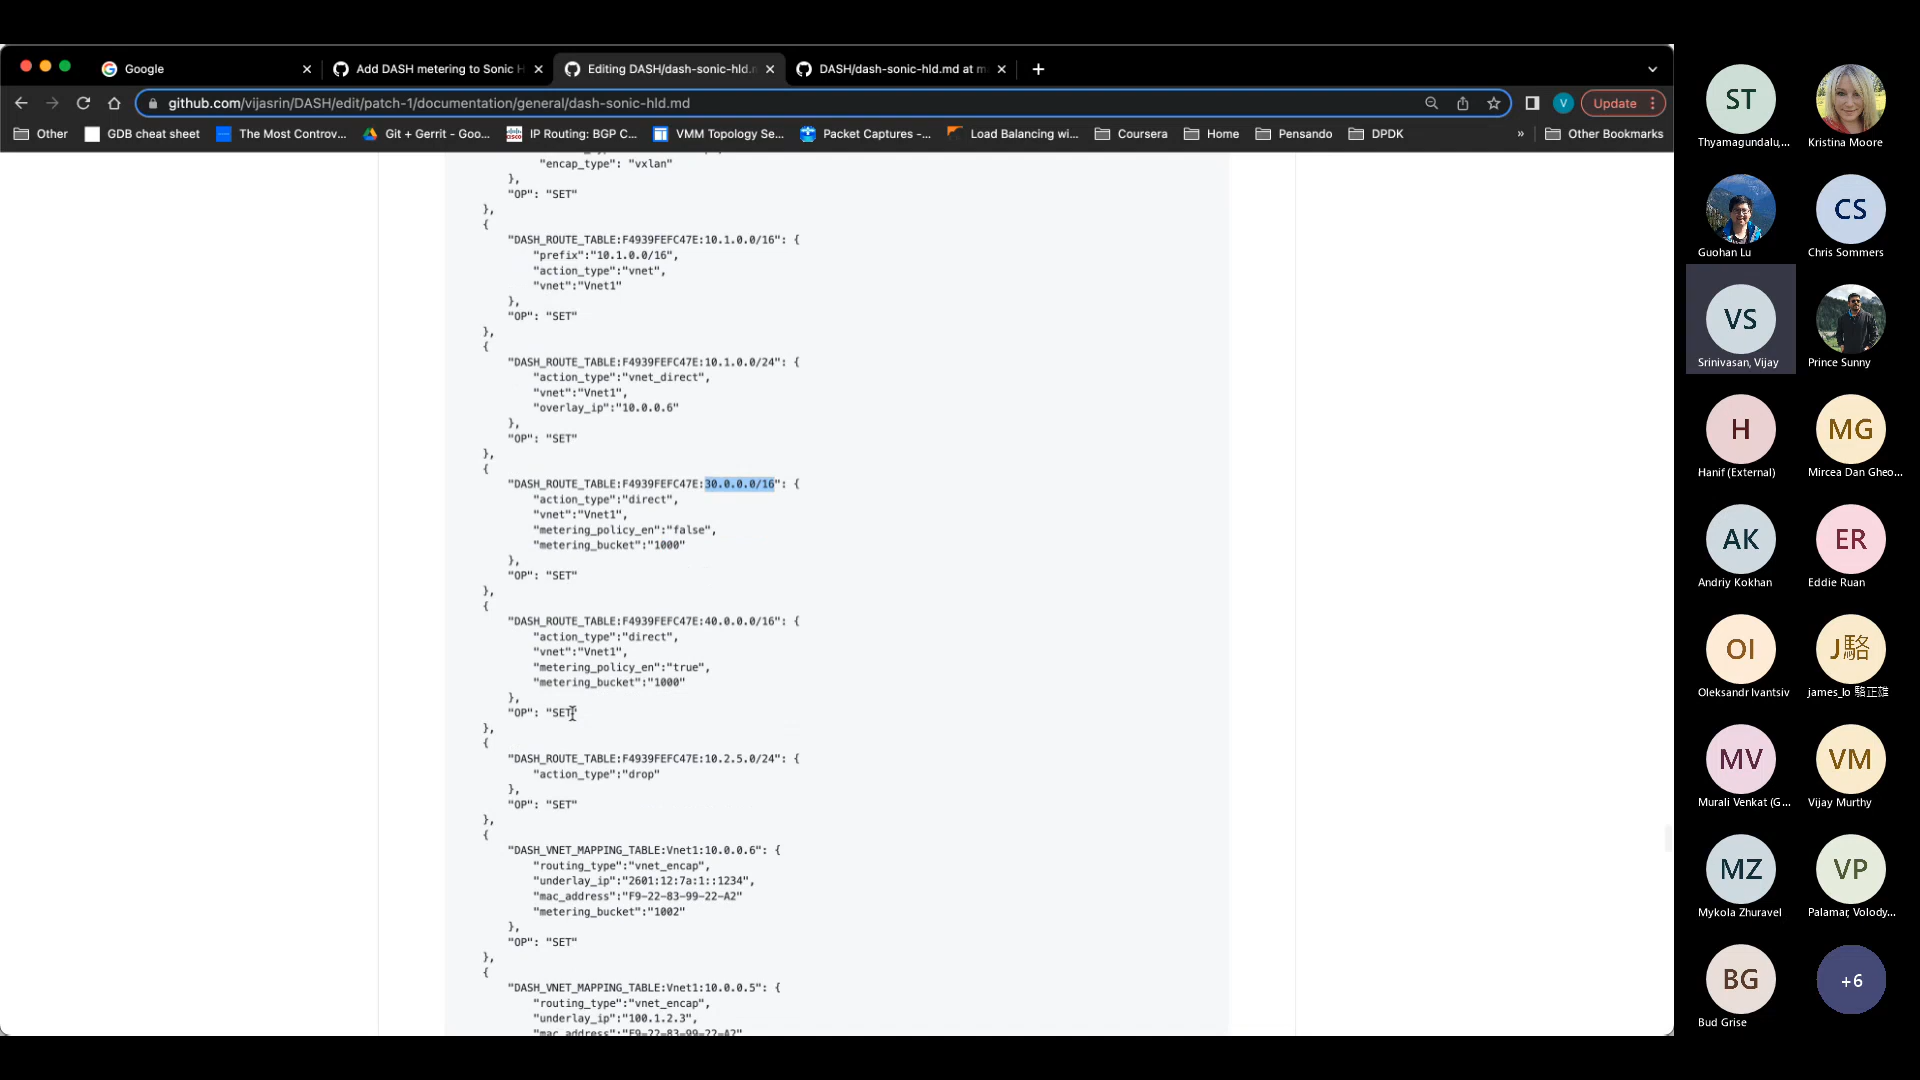 Google
Add DASH metering to Sonic H
Editing DASH/dash-sonic-hld.m
DASH/dash-sonic-hld.md at m
github.com/vijasrin/DASH/edit/patch-1/documentation/general/dash-sonic-hld.md
V
Update
Other
GDB cheat sheet
The Most Controv...
Git + Gerrit - Goo...
IP Routing: BGP C...
VMM Topology Se...
Packet Captures -...
Load Balancing wi...
Coursera
Home
Pensando
DPDK
»
Other Bookmarks
"encap_type": "vxlan"
},
"OP": "SET"
},
{
"DASH_ROUTE_TABLE:F4939FEFC47E:10.1.0.0/16": {
"prefix":"10.1.0.0/16",
"action_type":"vnet",
"vnet":"Vnet1"
},
"OP": "SET"
},
{
"DASH_ROUTE_TABLE:F4939FEFC47E:10.1.0.0/24": {
"action_type":"vnet_direct",
"vnet":"Vnet1",
"overlay_ip":"10.0.0.6"
},
"OP": "SET"
},
{
"DASH_ROUTE_TABLE:F4939FEFC47E:30.0.0.0/16": {
"action_type":"direct",
"vnet":"Vnet1",
"metering_policy_en":"false",
"metering_bucket":"1000"
},
"OP": "SET"
},
{
"DASH_ROUTE_TABLE:F4939FEFC47E:40.0.0.0/16": {
"action_type":"direct",
"vnet":"Vnet1",
"metering_policy_en":"true",
"metering_bucket":"1000"
},
"OP": "SET"
},
{
"DASH_ROUTE_TABLE:F4939FEFC47E:10.2.5.0/24": {
"action_type":"drop"
},
"OP": "SET"
},
{
"DASH_VNET_MAPPING_TABLE:Vnet1:10.0.0.6": {
"routing_type":"vnet_encap",
"underlay_ip":"2601:12:7a:1::1234",
"mac_address":"F9-22-83-99-22-A2"
"metering_bucket":"1002"
},
"OP": "SET"
},
{
"DASH_VNET_MAPPING_TABLE:Vnet1:10.0.0.5": {
"routing_type":"vnet_encap",
"underlay_ip":"100.1.2.3",
"mac_address":"F9-22-83-99-22-A2"
ST
Thyamagundalu,...
Kristina Moore
Guohan Lu
CS
Chris Sommers
VS
Srinivasan, Vijay
Prince Sunny
H
Hanif (External)
MG
Mircea Dan Gheo...
AK
Andriy Kokhan
ER
Eddie Ruan
OI
Oleksandr Ivantsiv
J駱
james_lo 駱正雄
MV
Murali Venkat (G...
VM
Vijay Murthy
MZ
Mykola Zhuravel
VP
Palamar, Volody...
BG
Bud Grise
+6